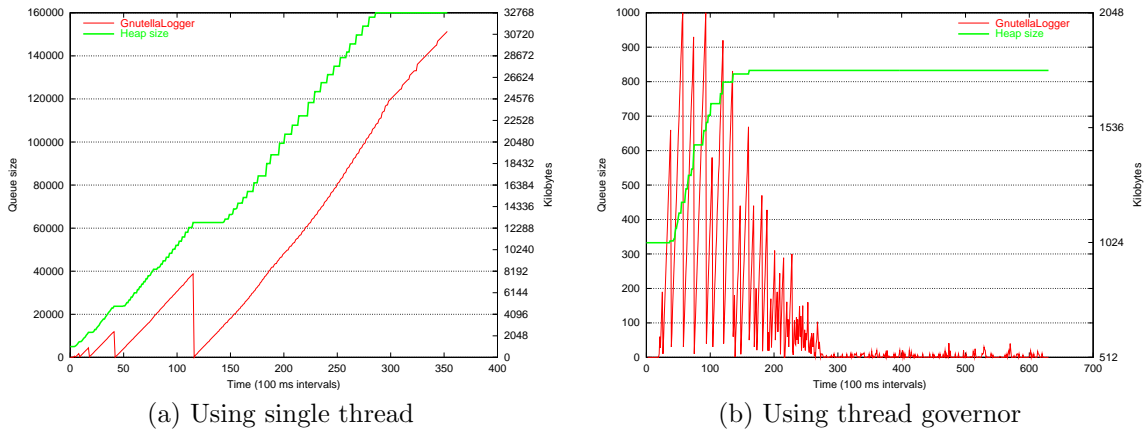 160000
140000
120000
100000
80000
60000
40000
20000
0
Queue size
GnutellaLogger
Heap size
32768
30720
28672
26624
24576
22528
20480
18432
16384
14336
12288
10240
8192
6144
4096
2048
0
Kilobytes
0 50 100 150 200 250 300 350 400
Time (100 ms intervals)
(a) Using single thread
1000
900
800
700
600
500
400
300
200
100
0
Queue size
GnutellaLogger
Heap size
2048
1536
1024
512
Kilobytes
0 100 200 300 400 500 600 700
Time (100 ms intervals)
(b) Using thread governor